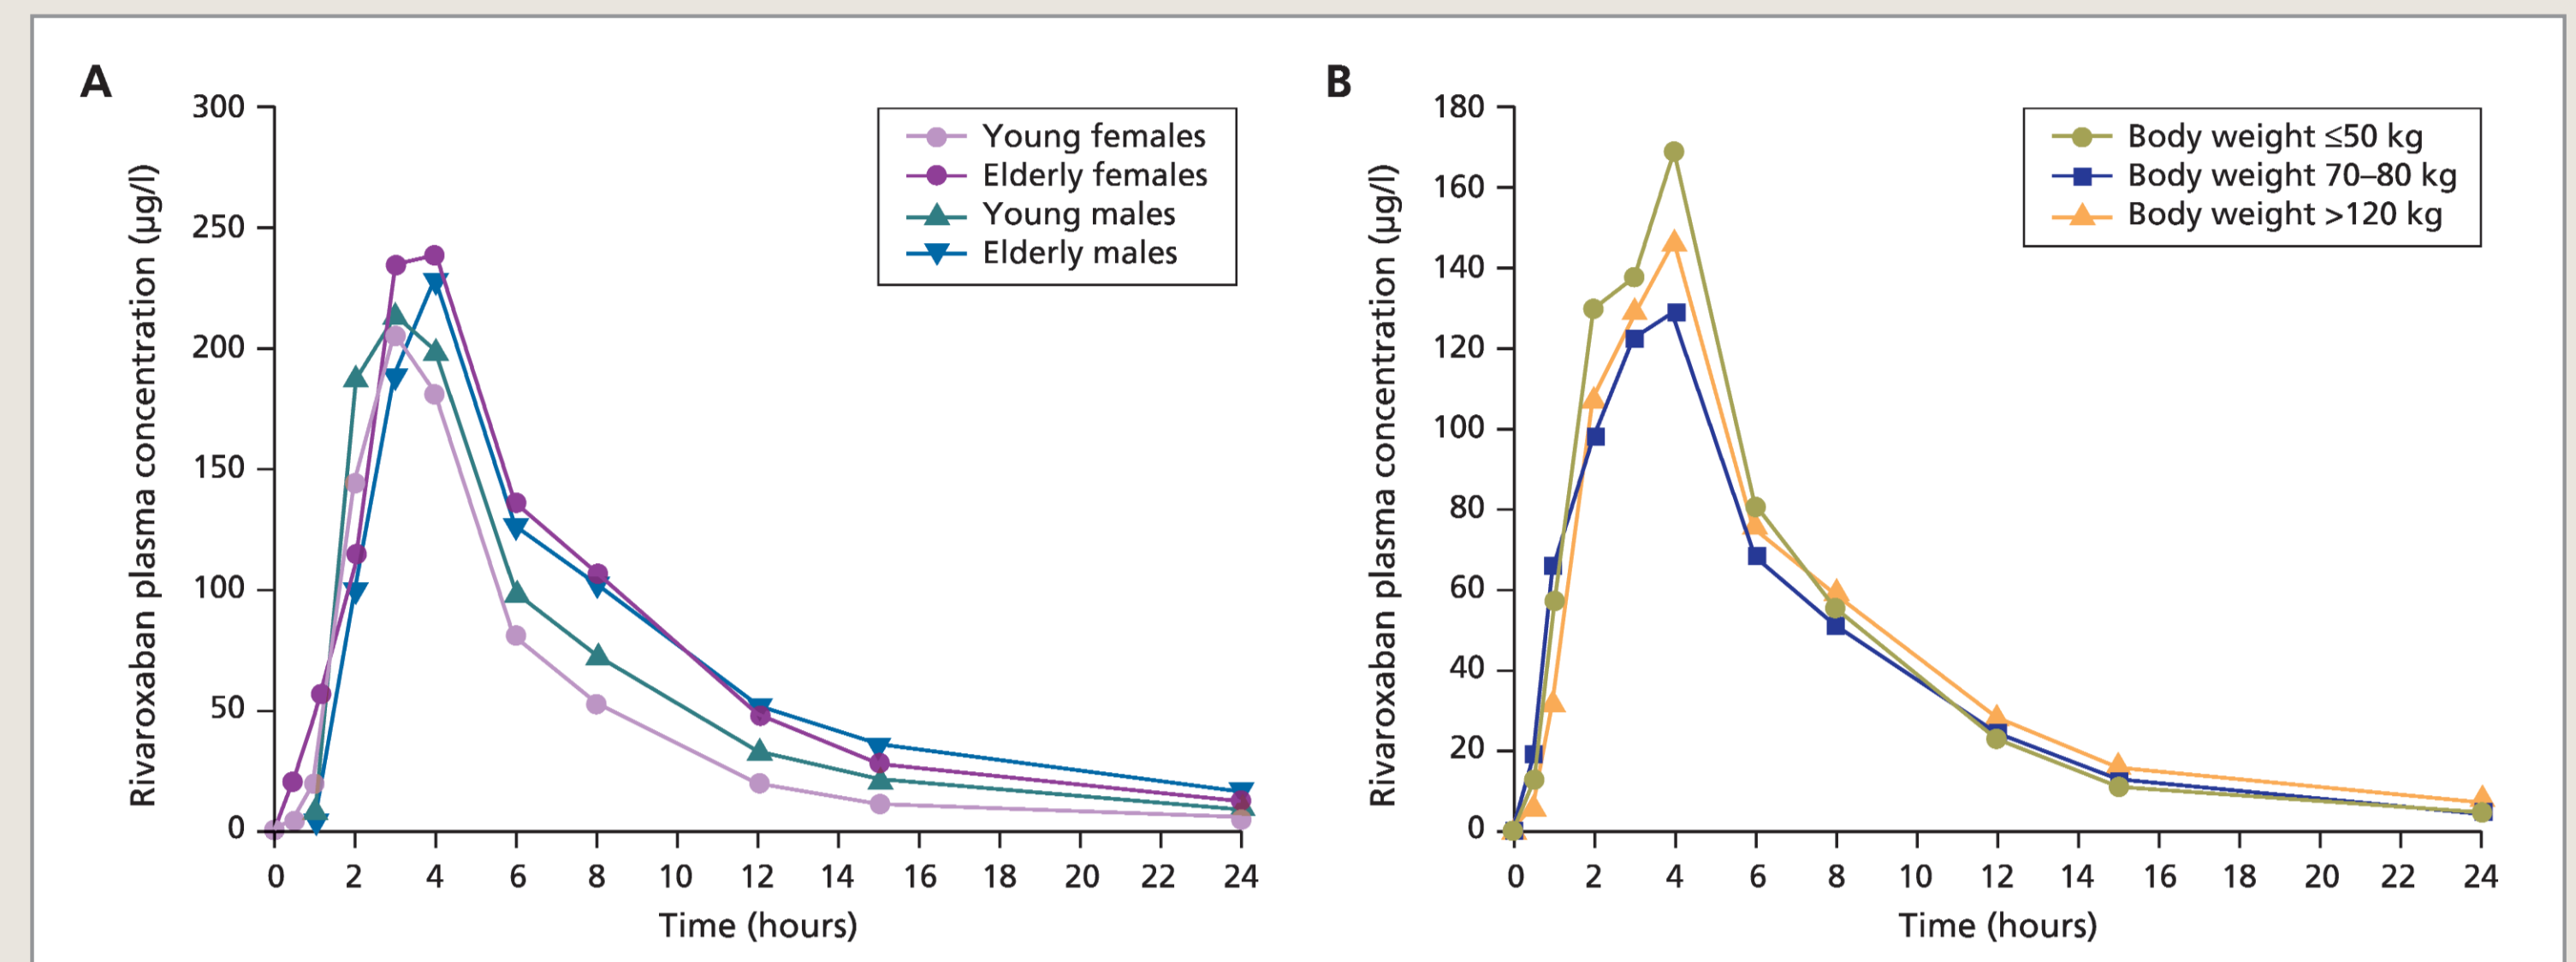 A
Rivaroxaban plasma concentration (µg/l)
300
250
200
150
100
50
0
Young females
Elderly females
Young males
Elderly males
0 2 4 6 8 10 12 14 16 18 20 22 24
Time (hours)
B
Rivaroxaban plasma concentration (µg/l)
180
160
140
120
100
80
60
40
20
0
Body weight ≤50 kg
Body weight 70–80 kg
Body weight >120 kg
0 2 4 6 8 10 12 14 16 18 20 22 24
Time (hours)